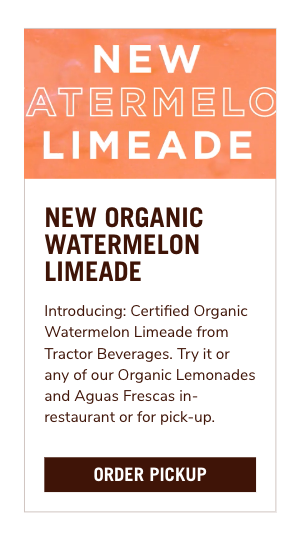 NEW
ATERMELO
LIMEADE
NEW ORGANIC
WATERMELON
LIMEADE
Introducing: Certified Organic
Watermelon Limeade from
Tractor Beverages. Try it or
any of our Organic Lemonades
and Aguas Frescas in-
restaurant or for pick-up.
ORDER PICKUP